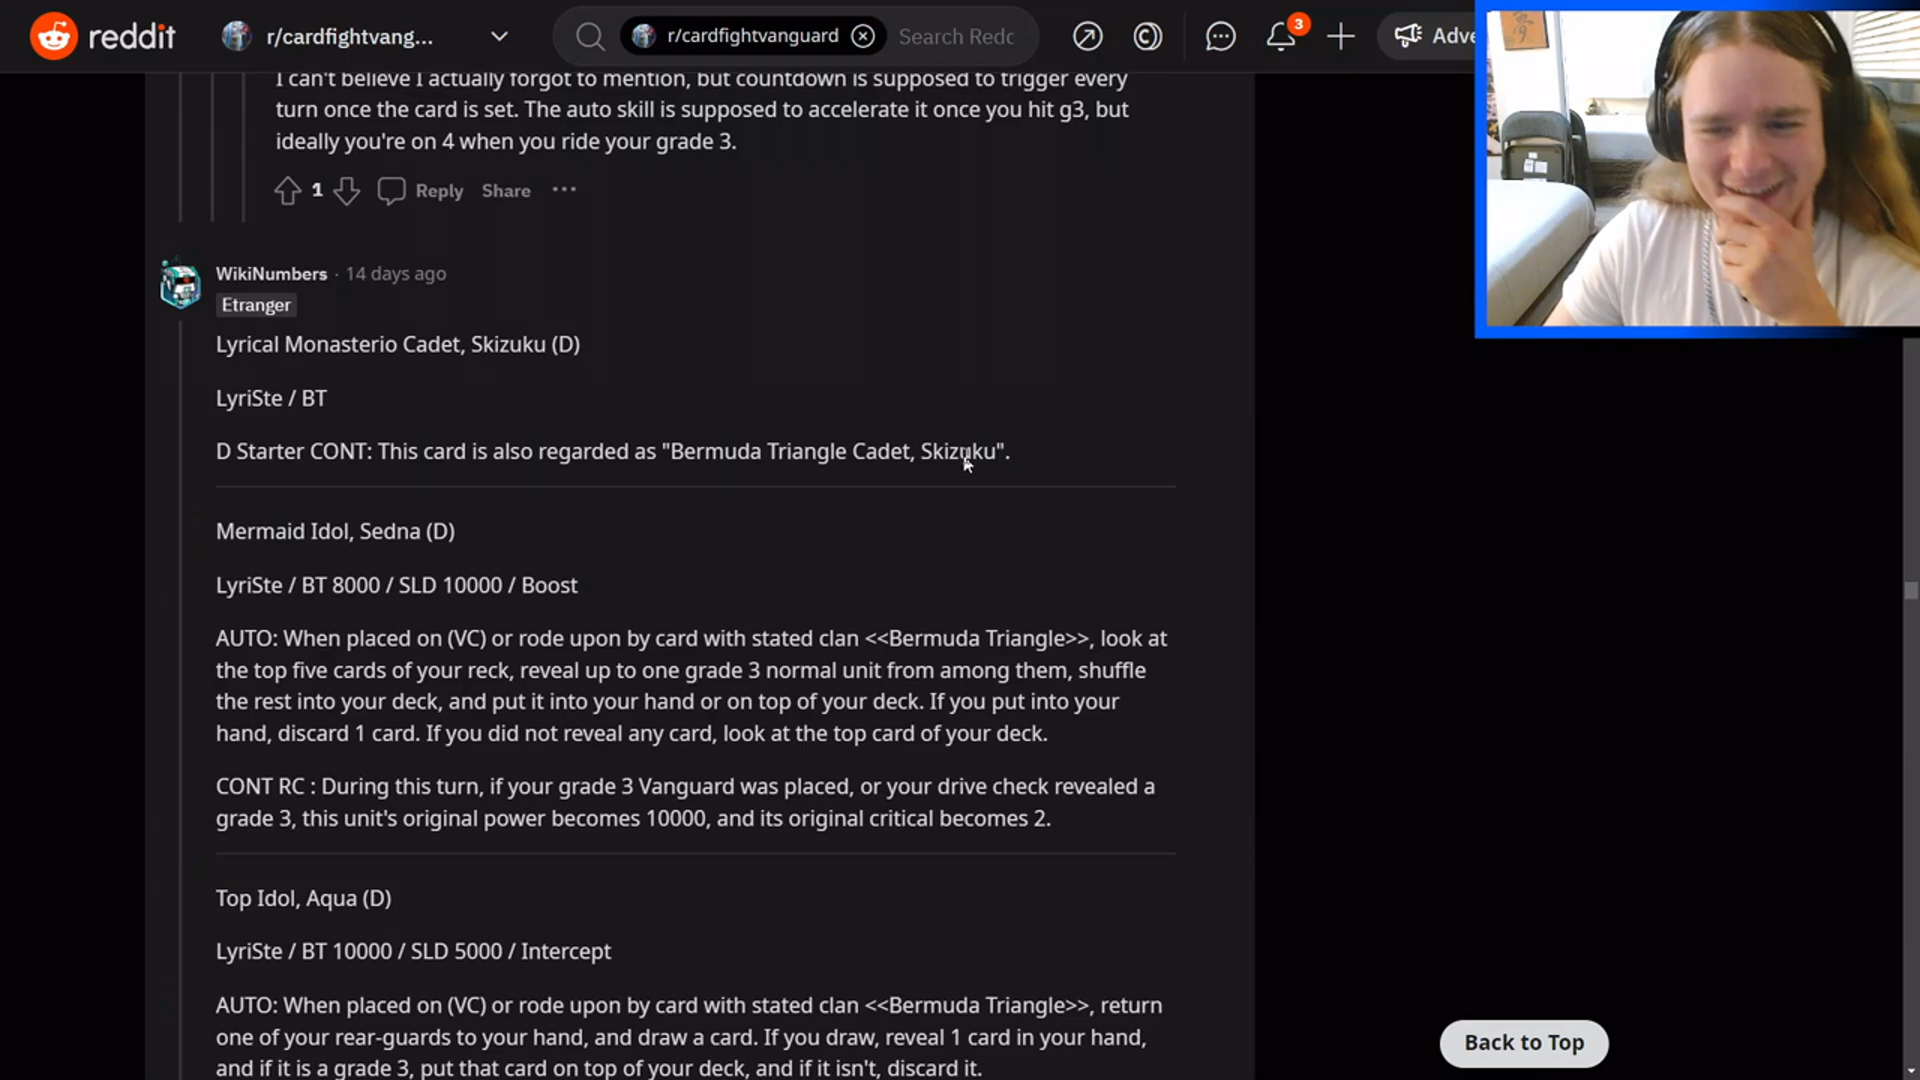 reddit
r/cardfightvang...
r/cardfightvanguard
Search Redc
3
Adve
I can't believe I actually forgot to mention, but countdown is supposed to trigger every
turn once the card is set. The auto skill is supposed to accelerate it once you hit g3, but
ideally you're on 4 when you ride your grade 3.
1
Reply
Share
WikiNumbers · 14 days ago
Etranger
Lyrical Monasterio Cadet, Skizuku (D)
LyriSte / BT
D Starter CONT: This card is also regarded as "Bermuda Triangle Cadet, Skizuku".
Mermaid Idol, Sedna (D)
LyriSte / BT 8000 / SLD 10000 / Boost
AUTO: When placed on (VC) or rode upon by card with stated clan <<Bermuda Triangle>>, look at
the top five cards of your reck, reveal up to one grade 3 normal unit from among them, shuffle
the rest into your deck, and put it into your hand or on top of your deck. If you put into your
hand, discard 1 card. If you did not reveal any card, look at the top card of your deck.
CONT RC : During this turn, if your grade 3 Vanguard was placed, or your drive check revealed a
grade 3, this unit's original power becomes 10000, and its original critical becomes 2.
Top Idol, Aqua (D)
LyriSte / BT 10000 / SLD 5000 / Intercept
AUTO: When placed on (VC) or rode upon by card with stated clan <<Bermuda Triangle>>, return
one of your rear-guards to your hand, and draw a card. If you draw, reveal 1 card in your hand,
and if it is a grade 3, put that card on top of your deck, and if it isn't, discard it.
Back to Top